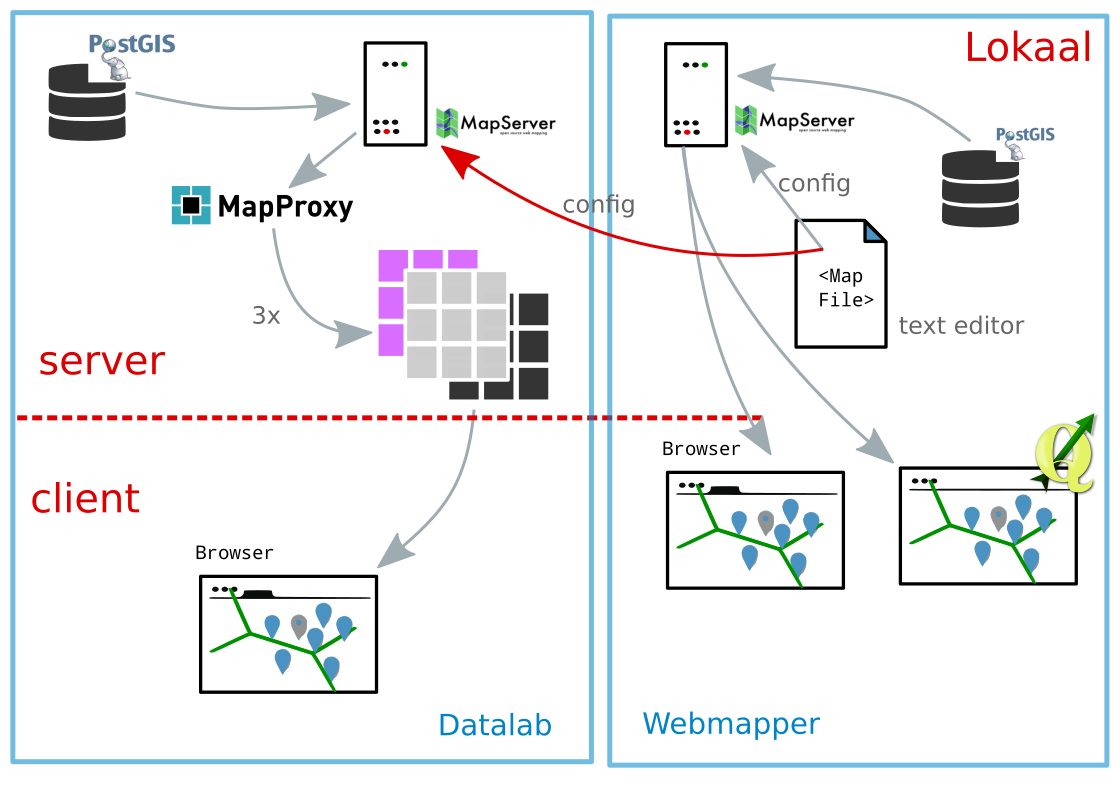 PostGIS
MapServer
open source web mapping
MapProxy
config
3x
server
client
Browser
Datalab
Lokaal
MapServer
open source web mapping
PostGIS
config
<Map
File>
text editor
Browser
Q
Webmapper